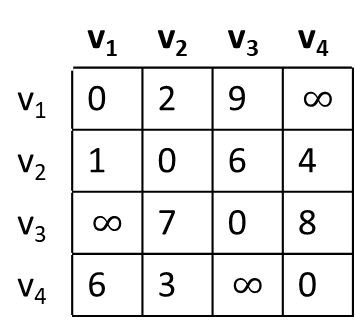 v₁ v₂ v₃ v₄
v₁ 0 2 9 ∞
v₂ 1 0 6 4
v₃ ∞ 7 0 8
v₄ 6 3 ∞ 0